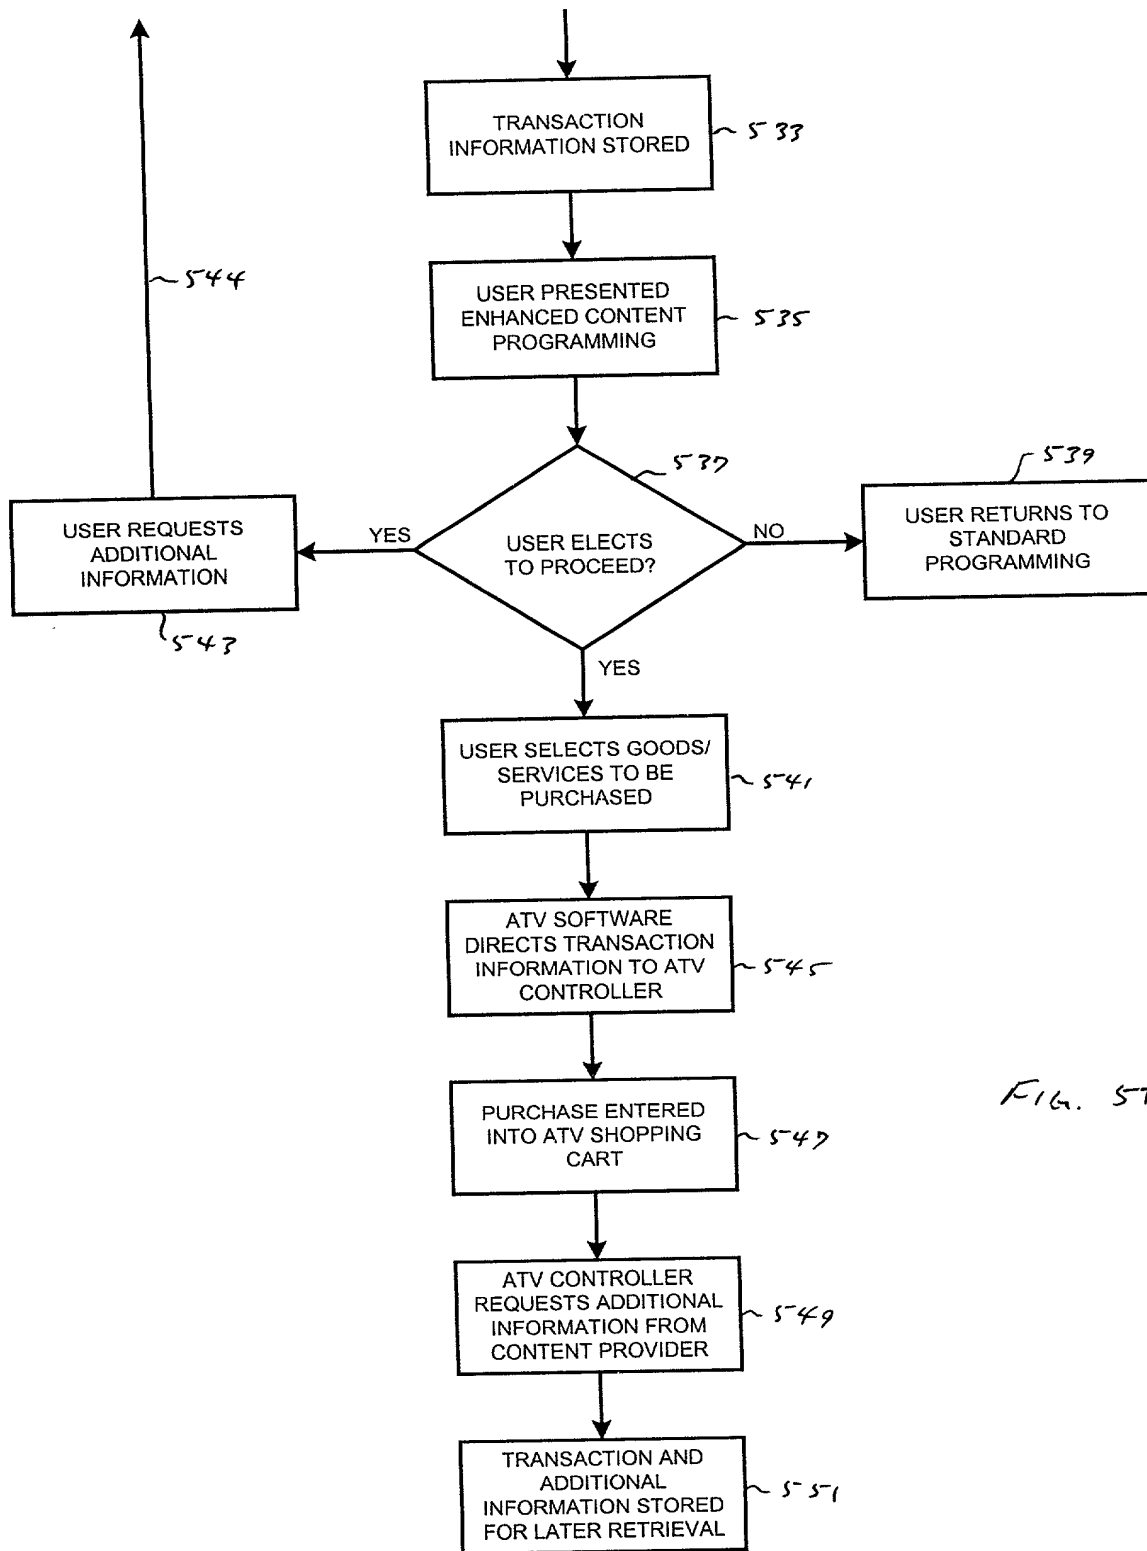 TRANSACTION
INFORMATION STORED
533
USER PRESENTED
ENHANCED CONTENT
PROGRAMMING
535
544
537
USER ELECTS
TO PROCEED?
YES
NO
YES
539
USER RETURNS TO
STANDARD
PROGRAMMING
USER REQUESTS
ADDITIONAL
INFORMATION
543
USER SELECTS GOODS/
SERVICES TO BE
PURCHASED
541
ATV SOFTWARE
DIRECTS TRANSACTION
INFORMATION TO ATV
CONTROLLER
545
PURCHASE ENTERED
INTO ATV SHOPPING
CART
547
FIG.
ATV CONTROLLER
REQUESTS ADDITIONAL
INFORMATION FROM
CONTENT PROVIDER
549
TRANSACTION AND
ADDITIONAL
INFORMATION STORED
FOR LATER RETRIEVAL
551